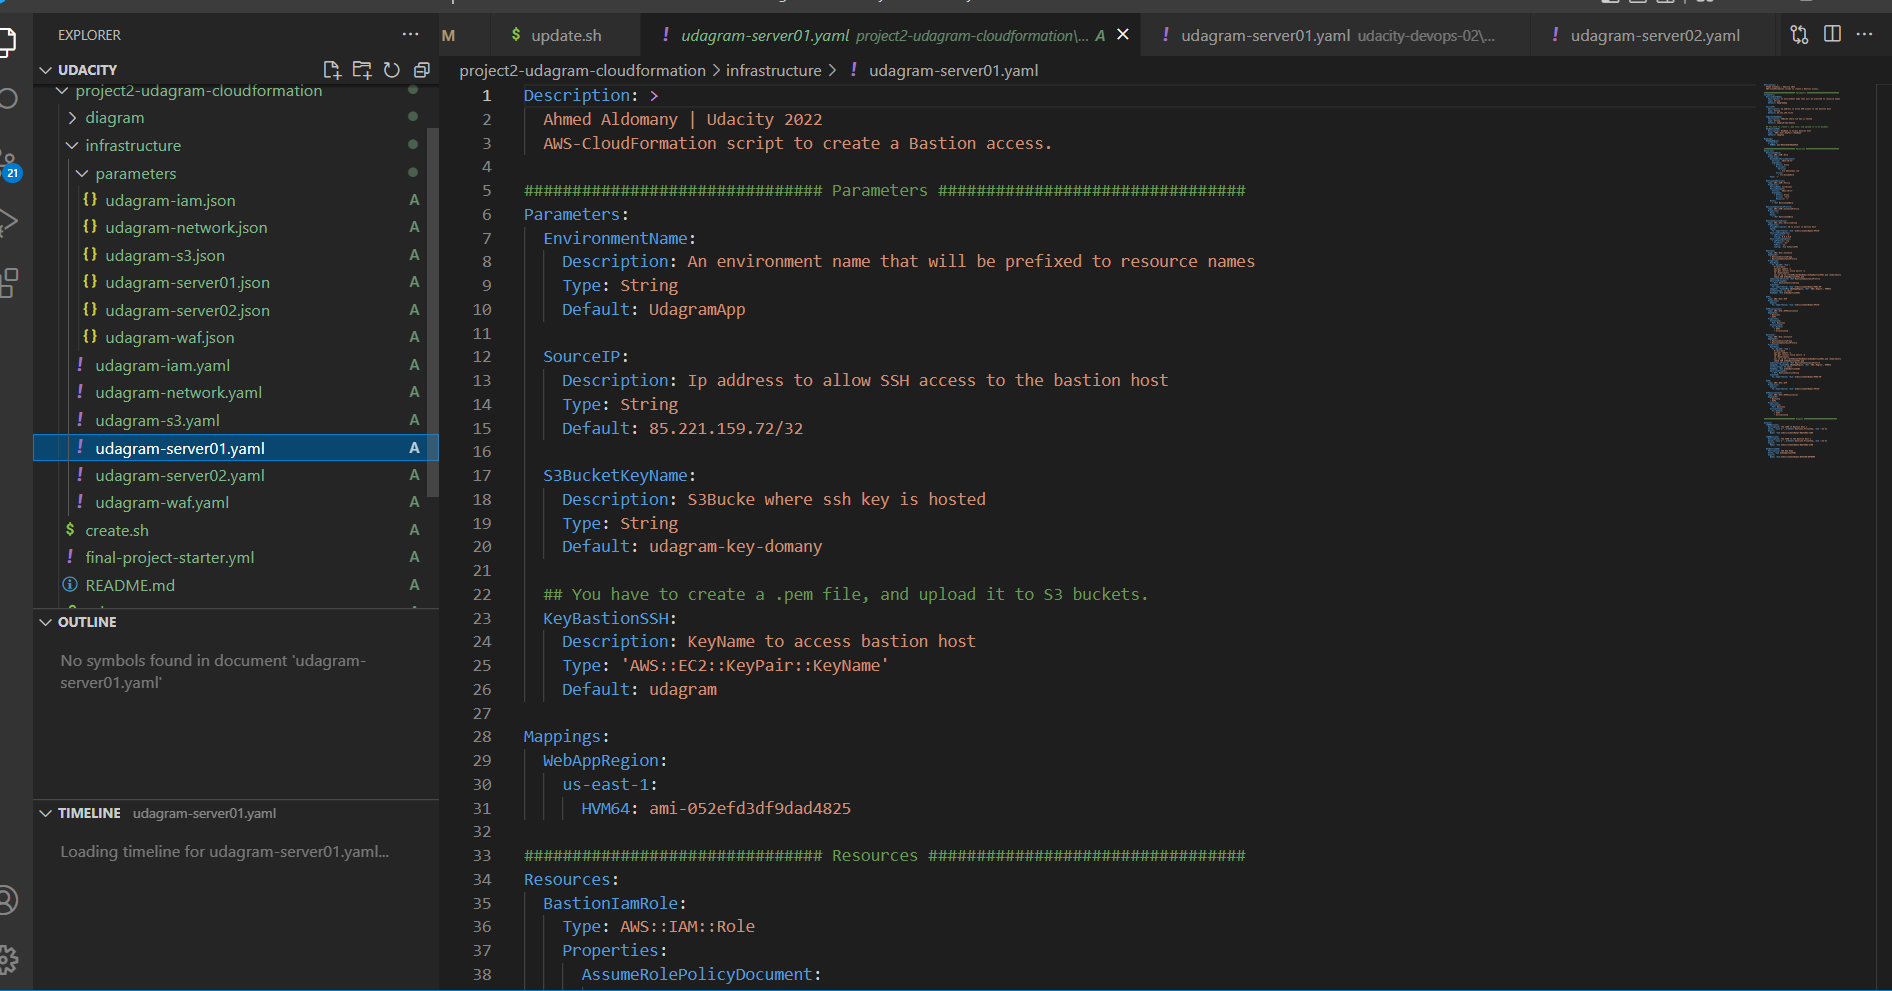 EXPLORER
UDACITY
project2-udagram-cloudformation
diagram
infrastructure
parameters
{} udagram-iam.json A
{} udagram-network.json A
{} udagram-s3.json A
{} udagram-server01.json A
{} udagram-server02.json A
{} udagram-waf.json A
! udagram-iam.yaml A
! udagram-network.yaml A
! udagram-s3.yaml A
! udagram-server01.yaml A
! udagram-server02.yaml A
! udagram-waf.yaml A
$ create.sh A
! final-project-starter.yml A
README.md A
21
OUTLINE
No symbols found in document 'udagram-
server01.yaml'
TIMELINE udagram-server01.yaml
Loading timeline for udagram-server01.yaml...
M
$ update.sh
! udagram-server01.yaml project2-udagram-cloudformation\... A
! udagram-server01.yaml udacity-devops-02\...
! udagram-server02.yaml
project2-udagram-cloudformation > infrastructure > ! udagram-server01.yaml
1 Description: >
2 Ahmed Aldomany | Udacity 2022
3 AWS-CloudFormation script to create a Bastion access.
4
5 ############################### Parameters ################################
6 Parameters:
7 EnvironmentName:
8 Description: An environment name that will be prefixed to resource names
9 Type: String
10 Default: UdagramApp
11
12 SourceIP:
13 Description: Ip address to allow SSH access to the bastion host
14 Type: String
15 Default: 85.221.159.72/32
16
17 S3BucketKeyName:
18 Description: S3Bucke where ssh key is hosted
19 Type: String
20 Default: udagram-key-domany
21
22 ## You have to create a .pem file, and upload it to S3 buckets.
23 KeyBastionSSH:
24 Description: KeyName to access bastion host
25 Type: 'AWS::EC2::KeyPair::KeyName'
26 Default: udagram
27
28 Mappings:
29 WebAppRegion:
30 us-east-1:
31 HVM64: ami-052efd3df9dad4825
32
33 ############################### Resources #################################
34 Resources:
35 BastionIamRole:
36 Type: AWS::IAM::Role
37 Properties:
38 AssumeRolePolicyDocument: